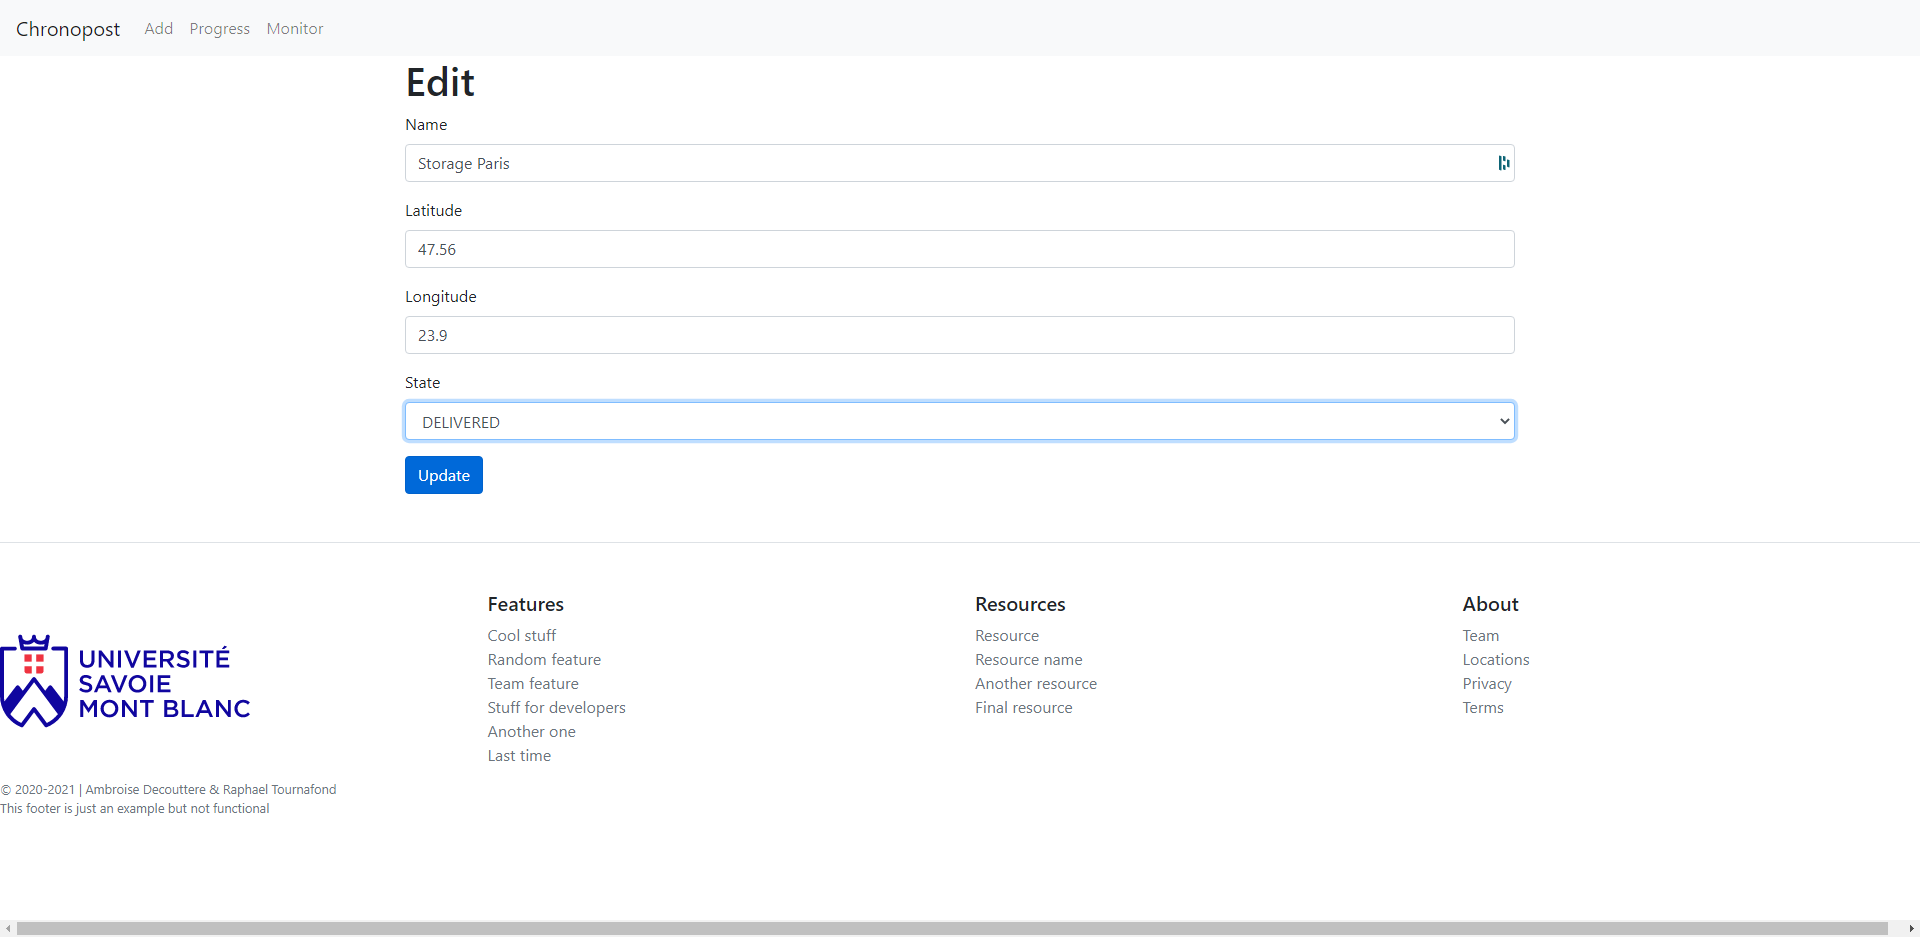 Chronopost Add Progress Monitor
Edit
Name
Storage Paris
Latitude
47.56
Longitude
23.9
State
DELIVERED
Update
UNIVERSITÉ
SAVOIE
MONT BLANC
© 2020-2021 | Ambroise Decouttere & Raphael Tournafond
This footer is just an example but not functional
Features
Cool stuff
Random feature
Team feature
Stuff for developers
Another one
Last time
Resources
Resource
Resource name
Another resource
Final resource
About
Team
Locations
Privacy
Terms